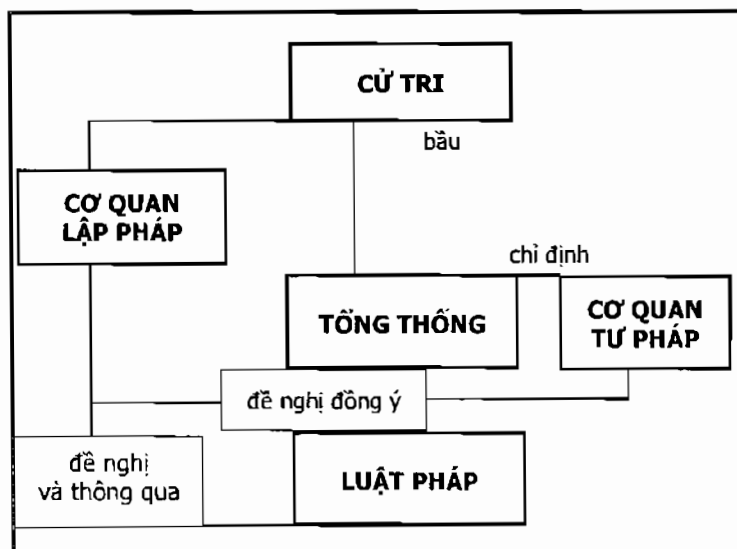 CỬ TRI
bầu
CƠ QUAN
LẬP PHÁP
chỉ định
TỔNG THỐNG
CƠ QUAN
TƯ PHÁP
đề nghị đồng ý
đề nghị
và thông qua
LUẬT PHÁP